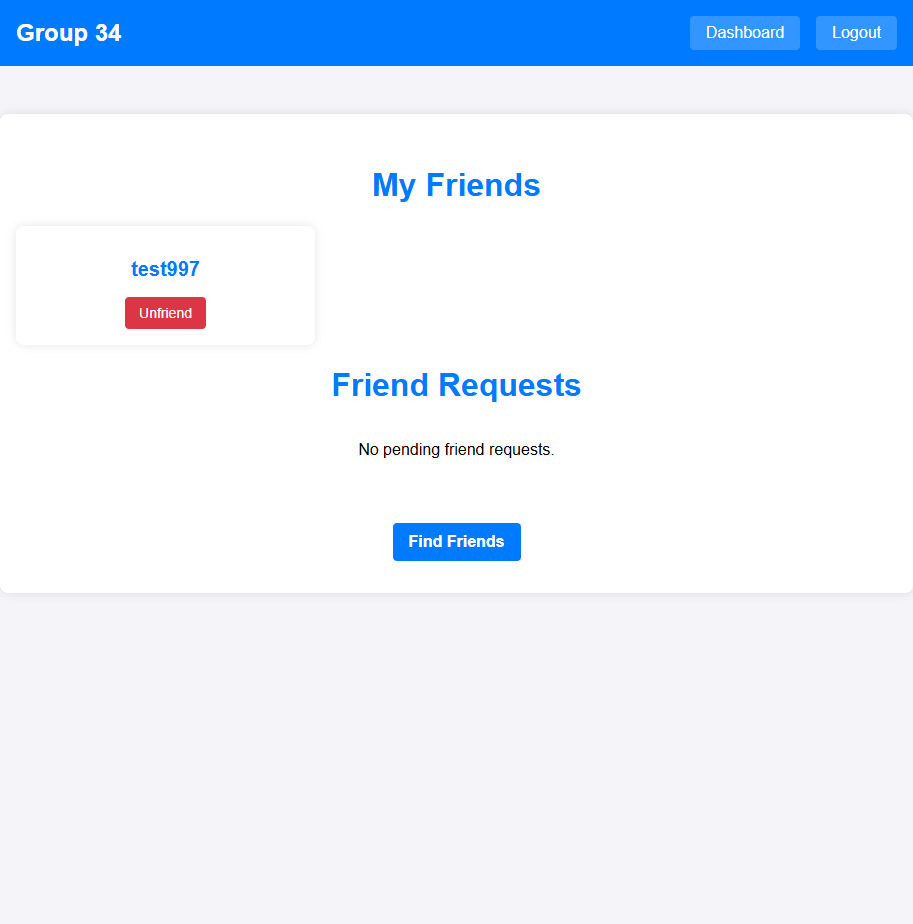 Group 34
Dashboard
Logout
My Friends
test997
Unfriend
Friend Requests
No pending friend requests.
Find Friends